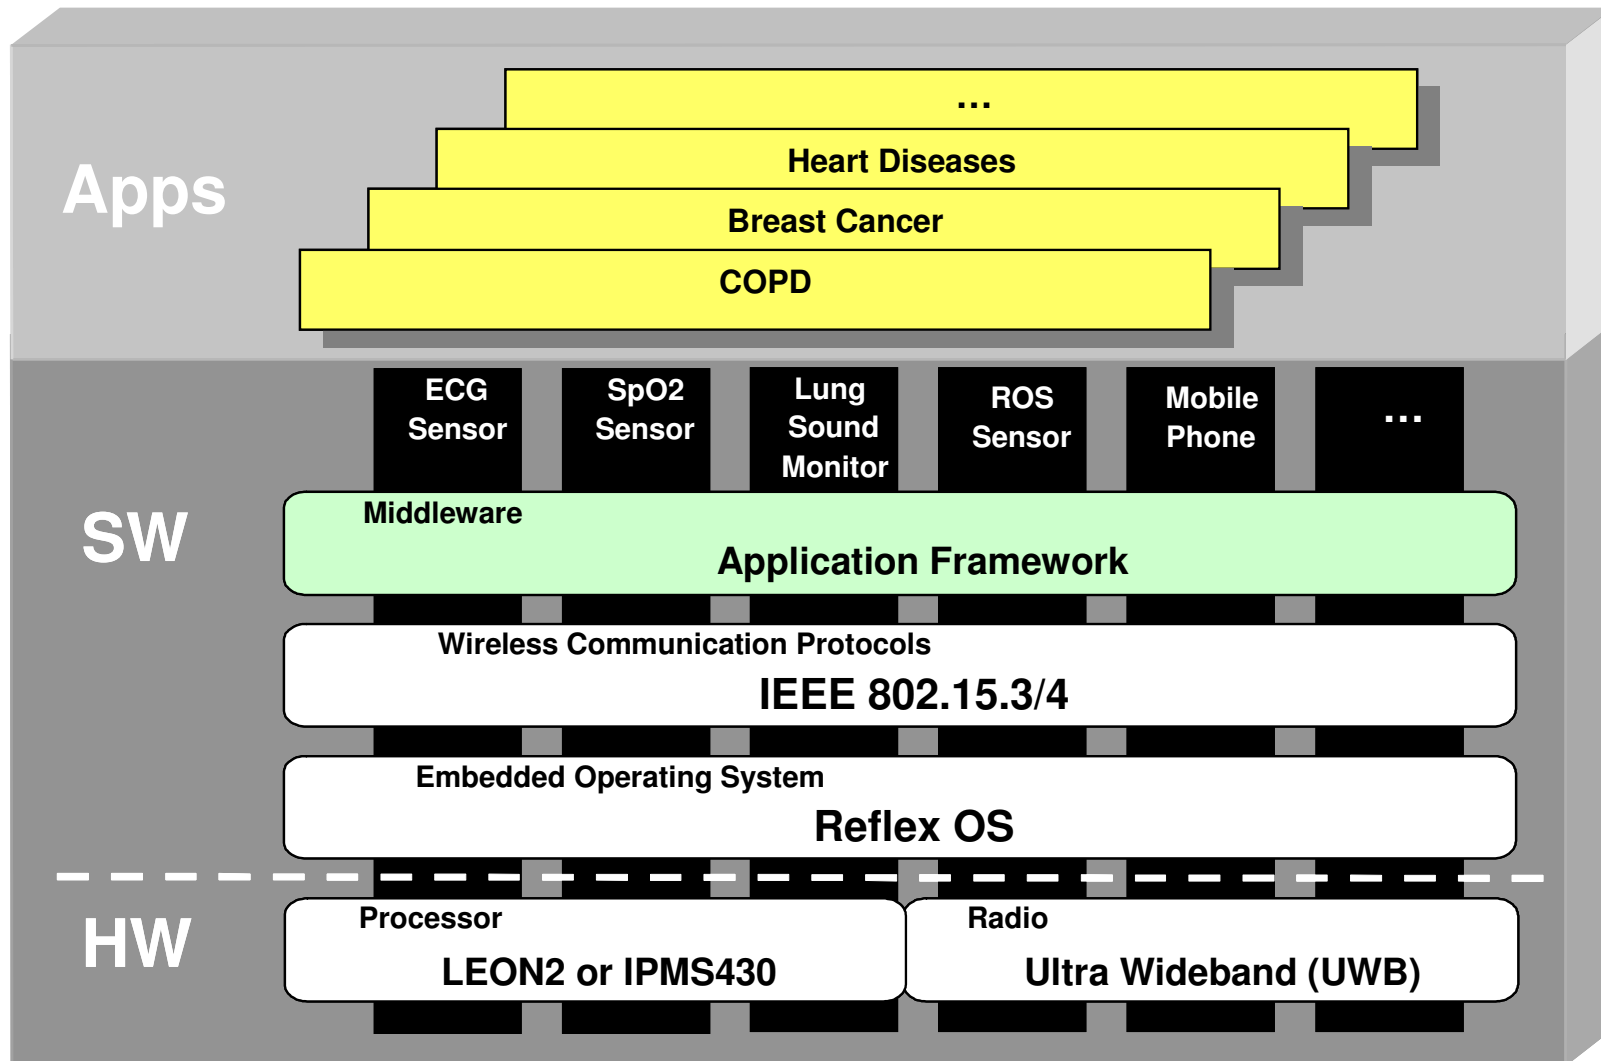 ...
Heart Diseases
Breast Cancer
COPD
Apps
ECG
Sensor
SpO2
Sensor
Lung
Sound
Monitor
ROS
Sensor
Mobile
Phone
...
SW
Middleware
Application Framework
Wireless Communication Protocols
IEEE 802.15.3/4
Embedded Operating System
Reflex OS
HW
Processor
LEON2 or IPMS430
Radio
Ultra Wideband (UWB)